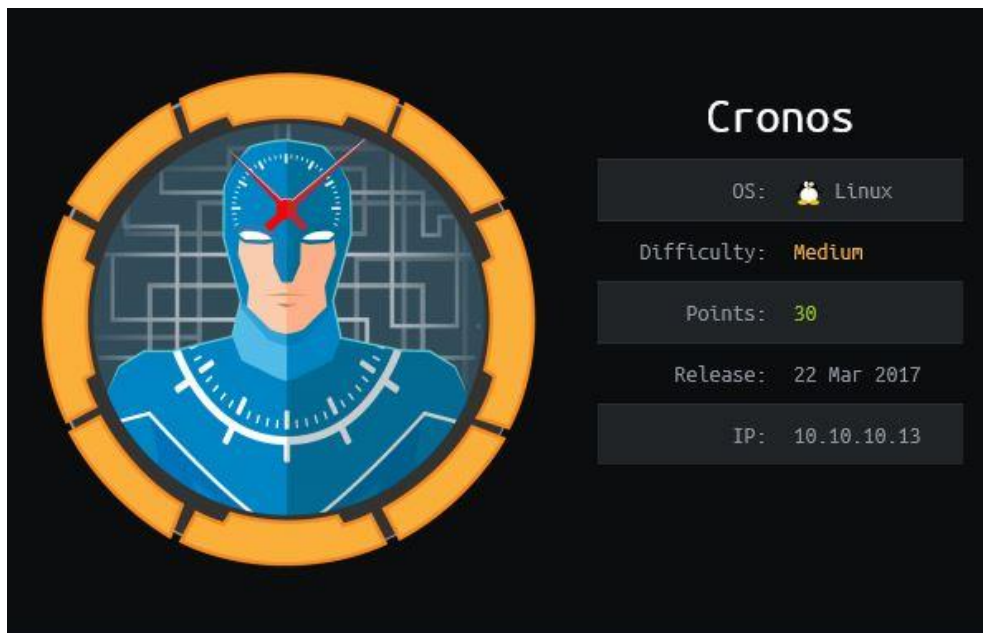 Cronos
OS: Linux
Difficulty: Medium
Points: 30
Release: 22 Mar 2017
IP: 10.10.10.13